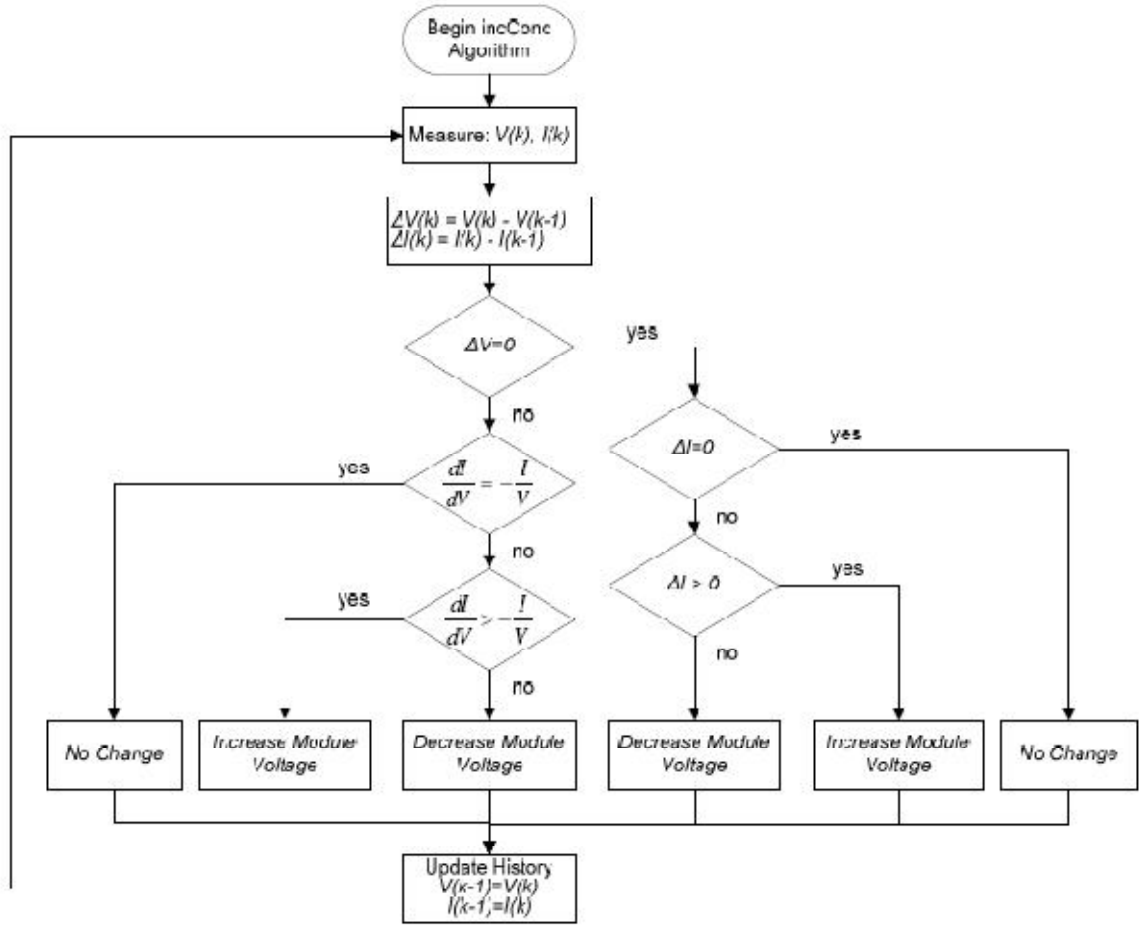 Begin incCond
Algorithm
Measure: V(k), I(k)
ΔV(k) = V(k) - V(k-1)
ΔI(k) = I(k) - I(k-1)
ΔV=0
yes
no
ΔI=0
yes
yes
dI/dV = -I/V
no
no
ΔI > 0
yes
yes
dI/dV > -I/V
no
no
No Change
Increase Module
Voltage
Decrease Module
Voltage
Decrease Module
Voltage
Increase Module
Voltage
No Change
Update History
V(k-1)=V(k)
I(k-1)=I(k)